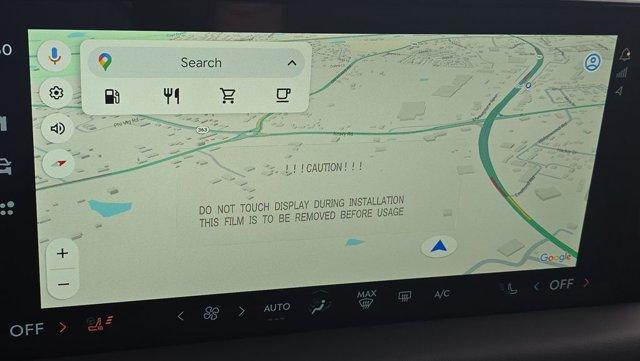 Search
363
!!!CAUTION!!!
DO NOT TOUCH DISPLAY DURING INSTALLATION
THIS FILM IS TO BE REMOVED BEFORE USAGE
Google
OFF
AUTO
MAX
A/C
OFF